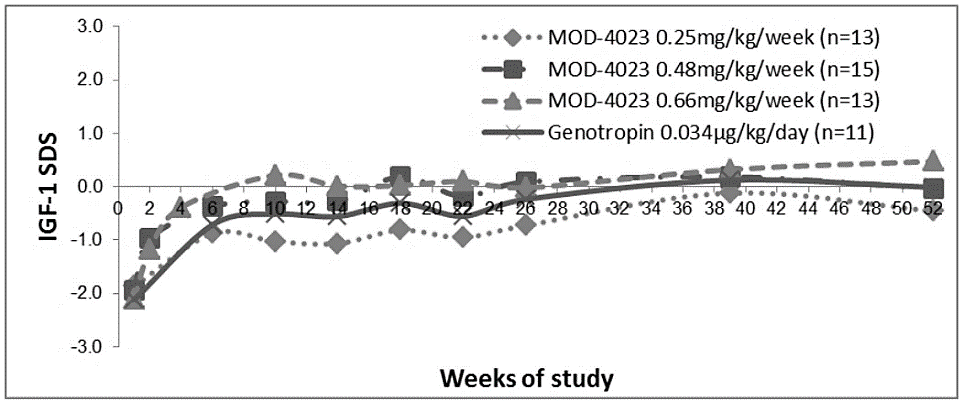 3.0
2.0
1.0
0.0
-1.0
-2.0
-3.0
IGF-1 SDS
MOD-4023 0.25mg/kg/week (n=13)
MOD-4023 0.48mg/kg/week (n=15)
MOD-4023 0.66mg/kg/week (n=13)
Genotropin 0.034µg/kg/day (n=11)
0 2 4 6 8 10 12 14 16 18 20 22 24 26 28 30 32 34 36 38 40 42 44 46 48 50 52
Weeks of study